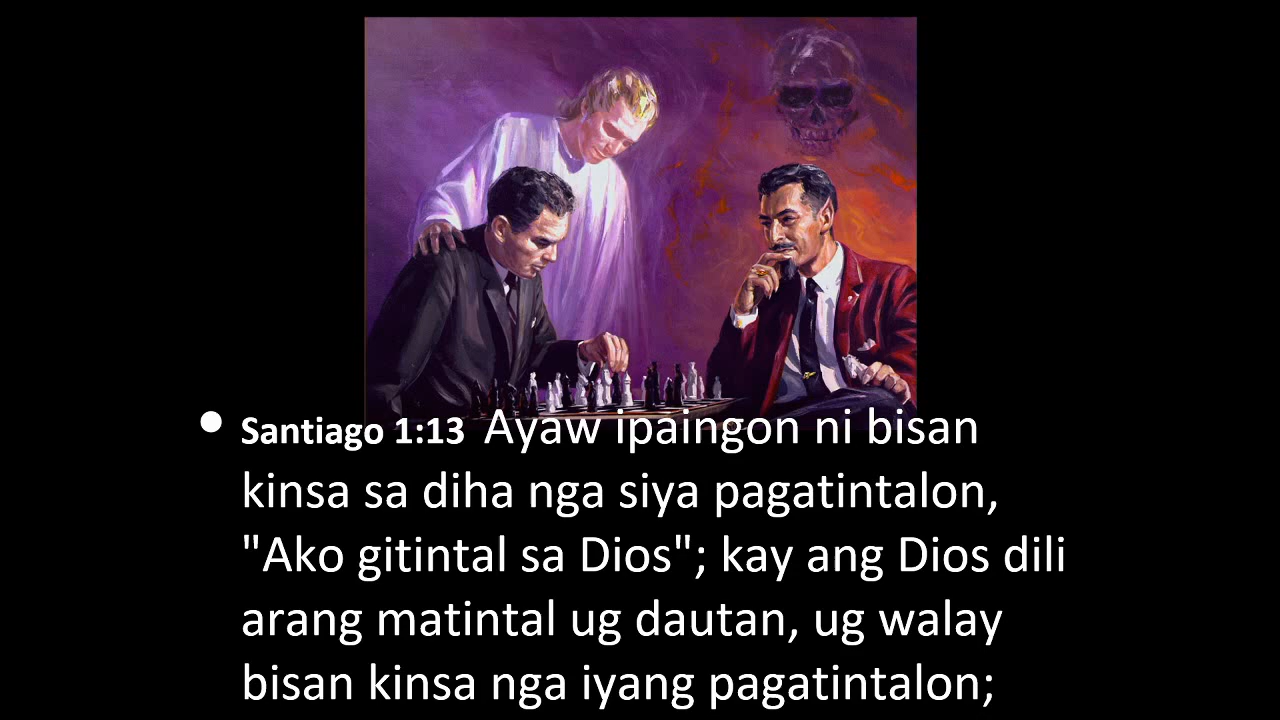 • Santiago 1:13 Ayaw ipaingon ni bisan
kinsa sa diha nga siya pagatintalon,
"Ako gitintal sa Dios"; kay ang Dios dili
arang matintal ug dautan, ug walay
bisan kinsa nga iyang pagatintalon;